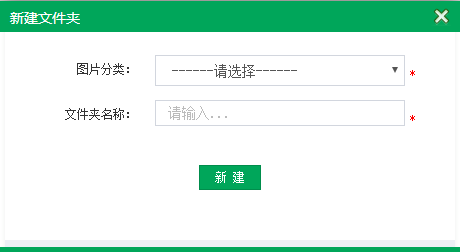 新建文件夹
图片分类：
------请选择------
*
文件夹名称：
请输入...
*
新 建